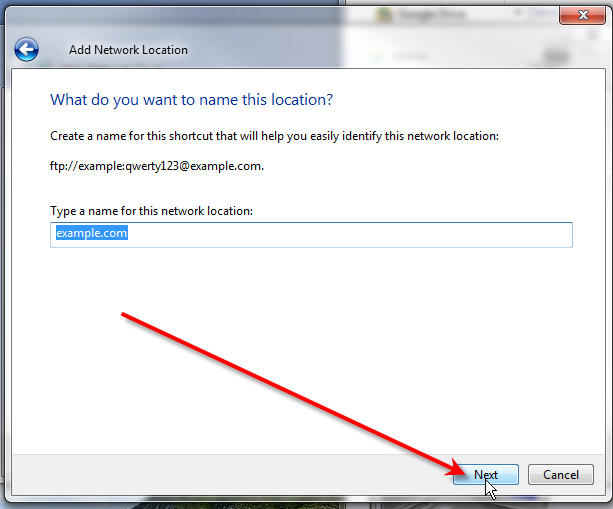 Google Drive
Add Network Location
What do you want to name this location?
Create a name for this shortcut that will help you easily identify this network location:
ftp://example:qwerty123@example.com.
Type a name for this network location:
example.com
Next
Cancel